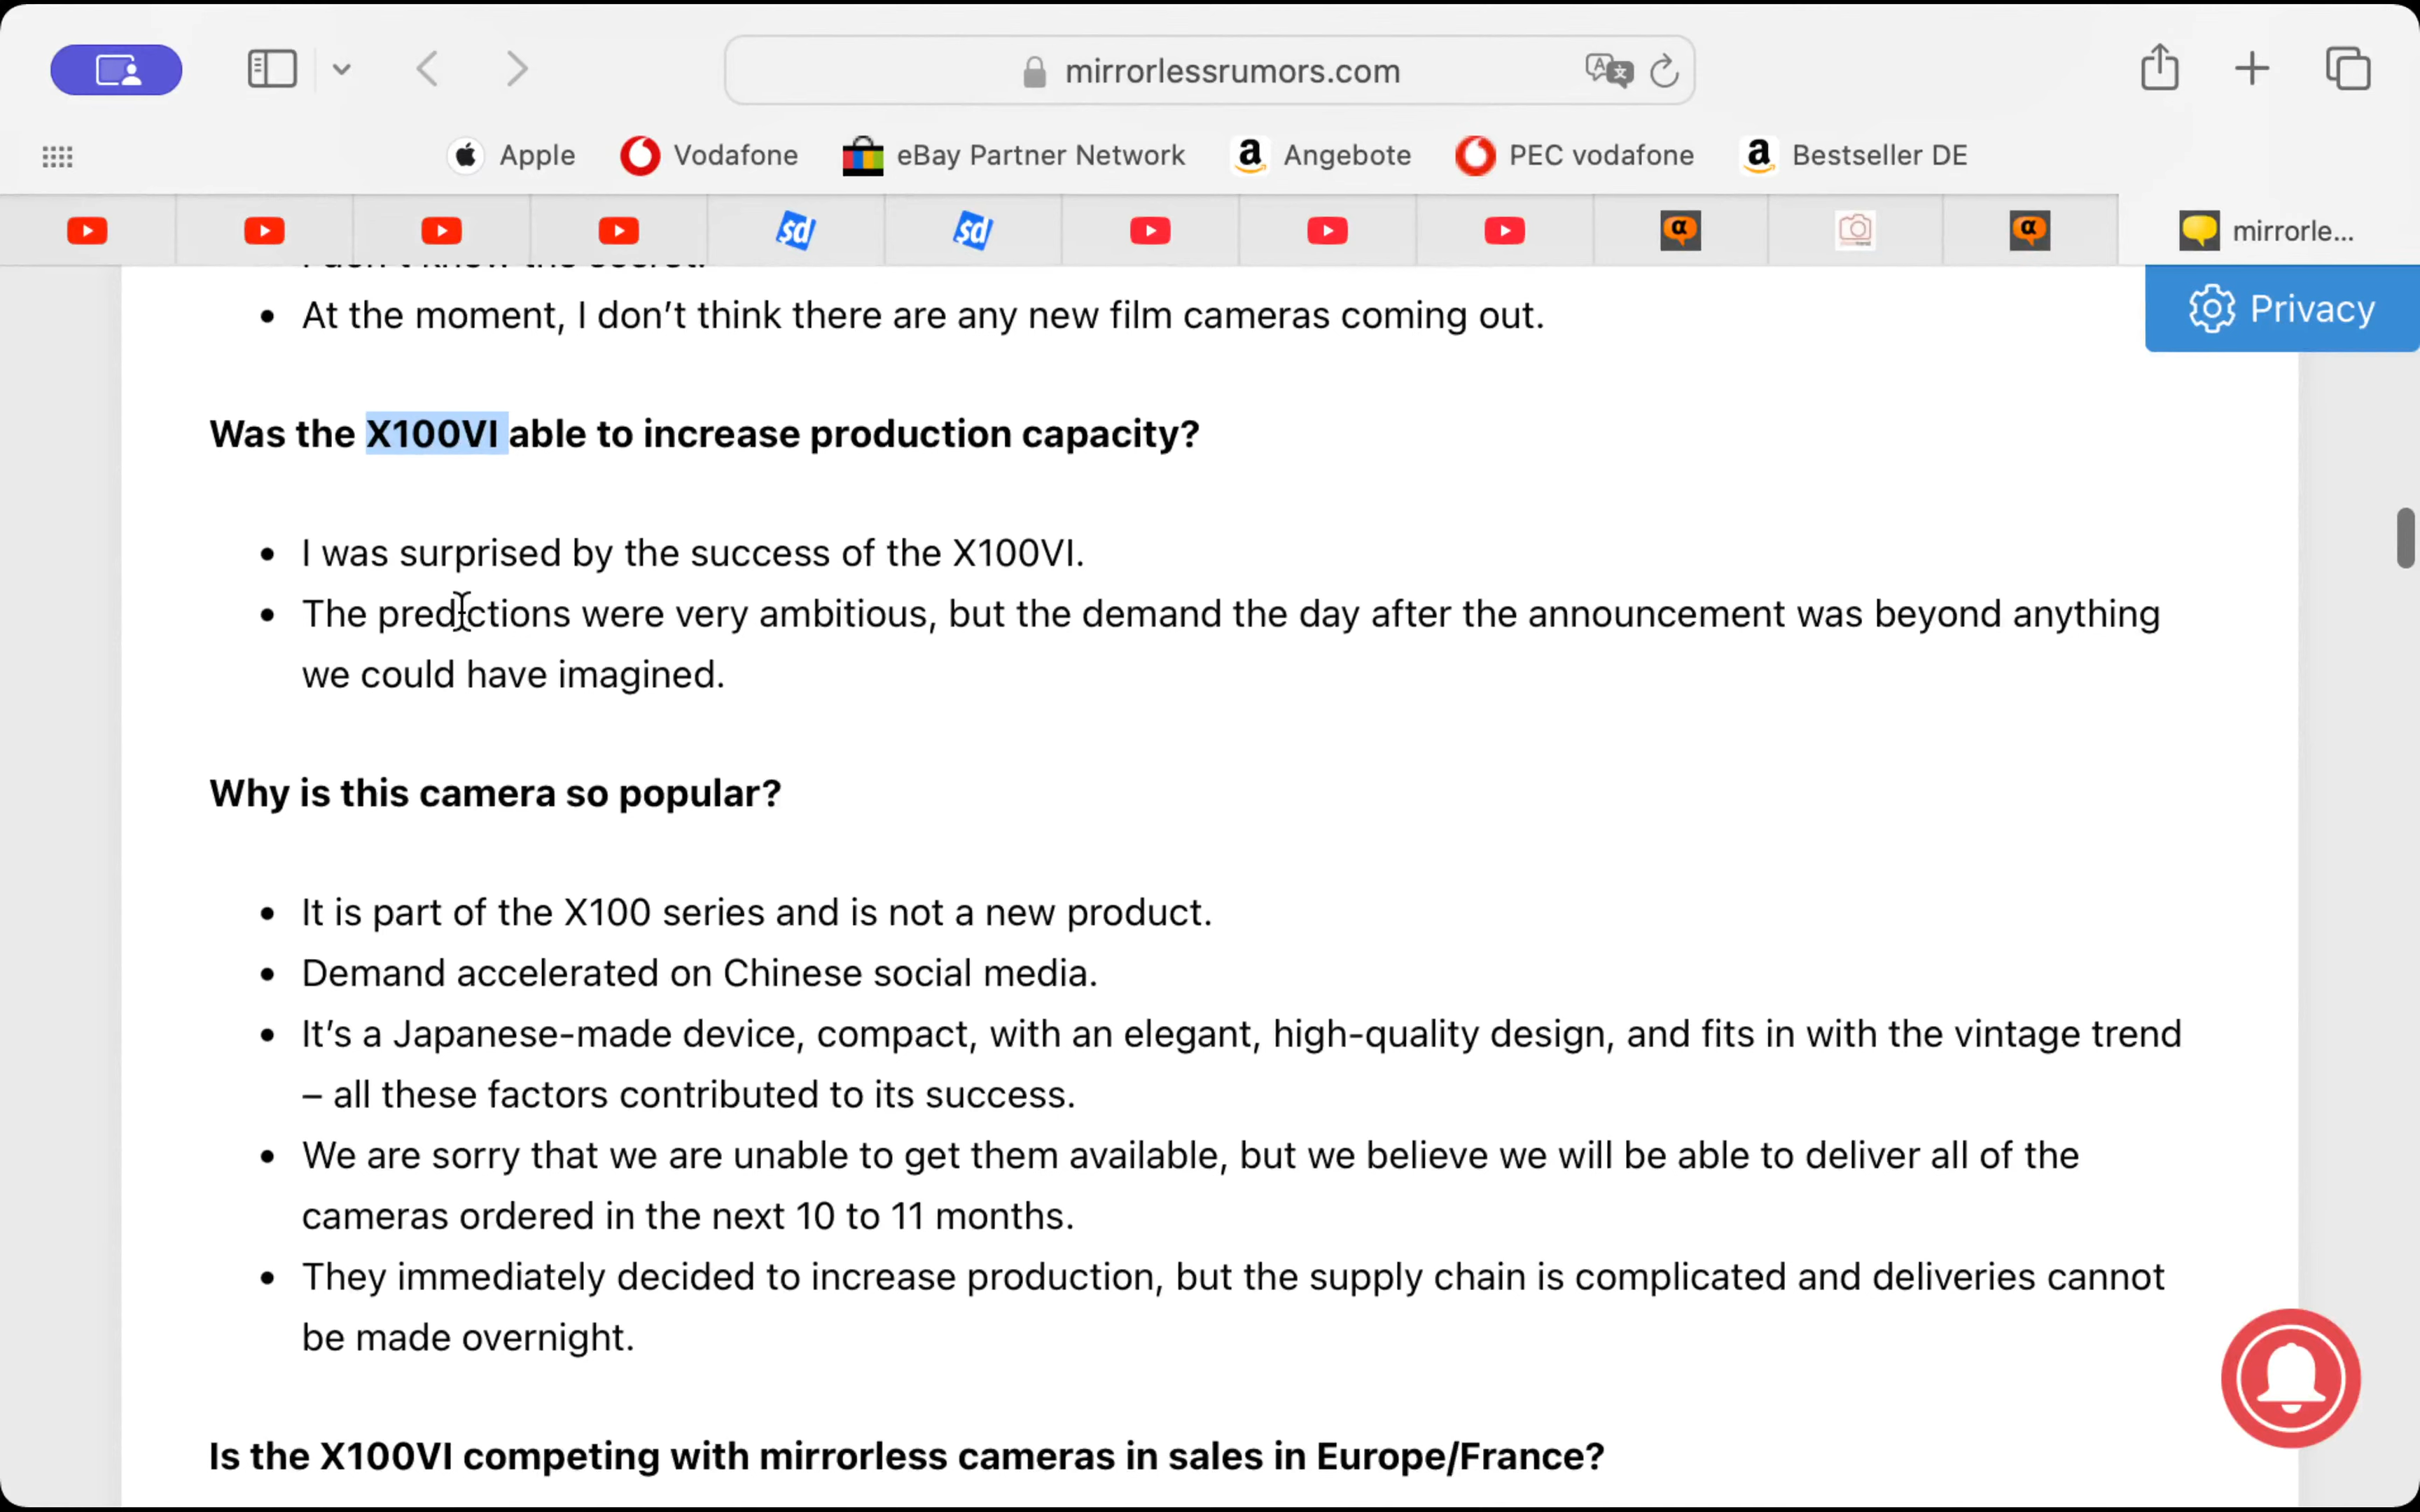 mirrorlessrumors.com
Apple
Vodafone
eBay Partner Network
Angebote
PEC vodafone
Bestseller DE
mirrorle...
Privacy
• At the moment, I don’t think there are any new film cameras coming out.
Was the X100VI able to increase production capacity?
• I was surprised by the success of the X100VI.
• The predictions were very ambitious, but the demand the day after the announcement was beyond anything
we could have imagined.
Why is this camera so popular?
• It is part of the X100 series and is not a new product.
• Demand accelerated on Chinese social media.
• It’s a Japanese-made device, compact, with an elegant, high-quality design, and fits in with the vintage trend
– all these factors contributed to its success.
• We are sorry that we are unable to get them available, but we believe we will be able to deliver all of the
cameras ordered in the next 10 to 11 months.
• They immediately decided to increase production, but the supply chain is complicated and deliveries cannot
be made overnight.
Is the X100VI competing with mirrorless cameras in sales in Europe/France?